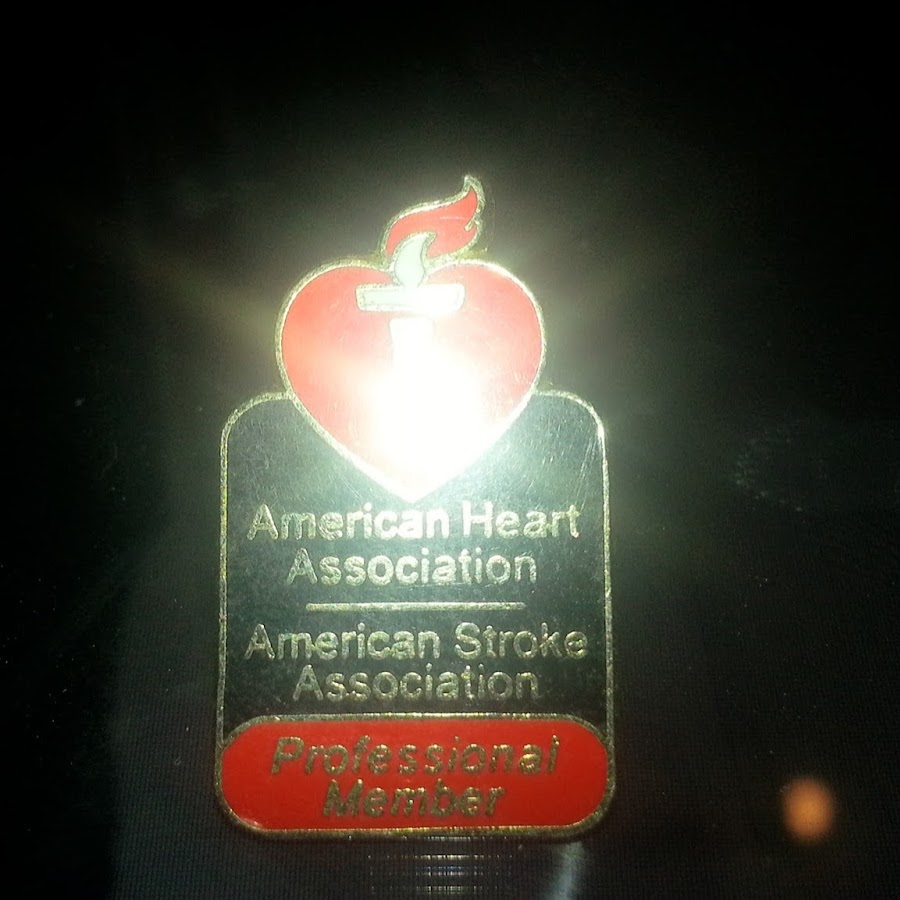 American Heart
Association
American Stroke
Association
Professional
Member